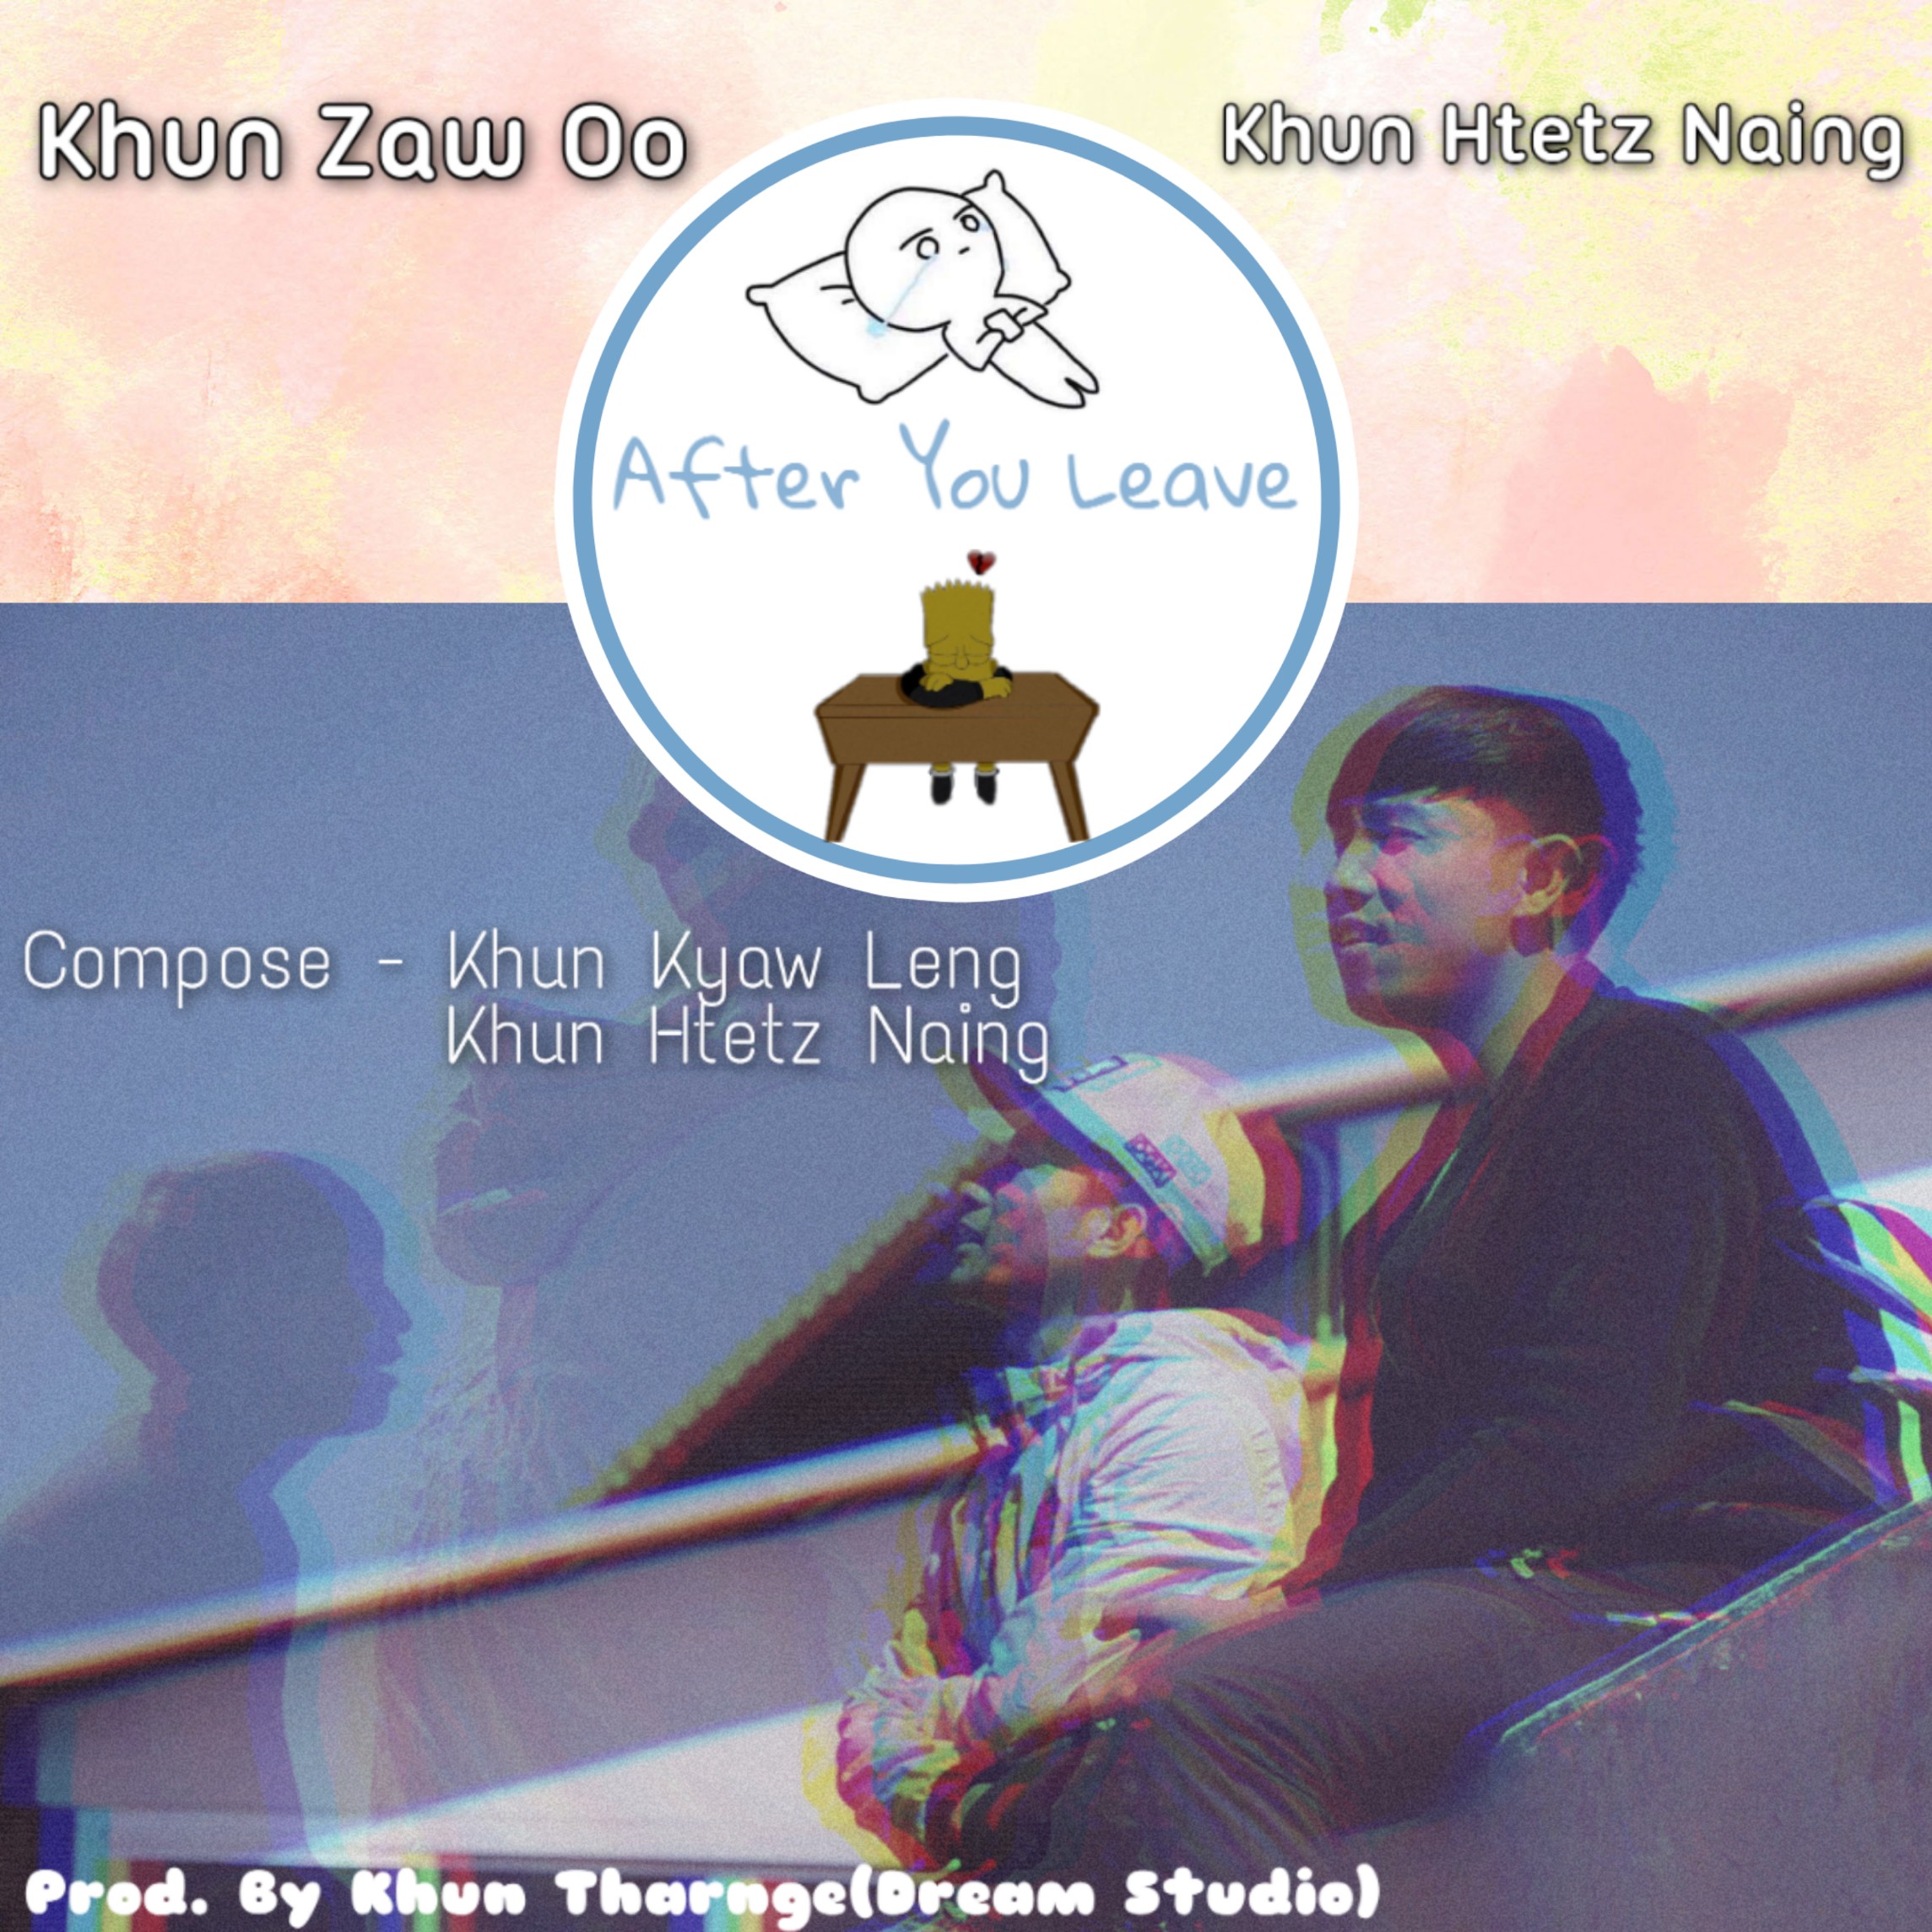 Khun Zaw Oo
Khun Htetz Naing
After You Leave
Compose - Khun Kyaw Leng
Khun Htetz Naing
Prod. By Khun Tharnge(Dream Studio)